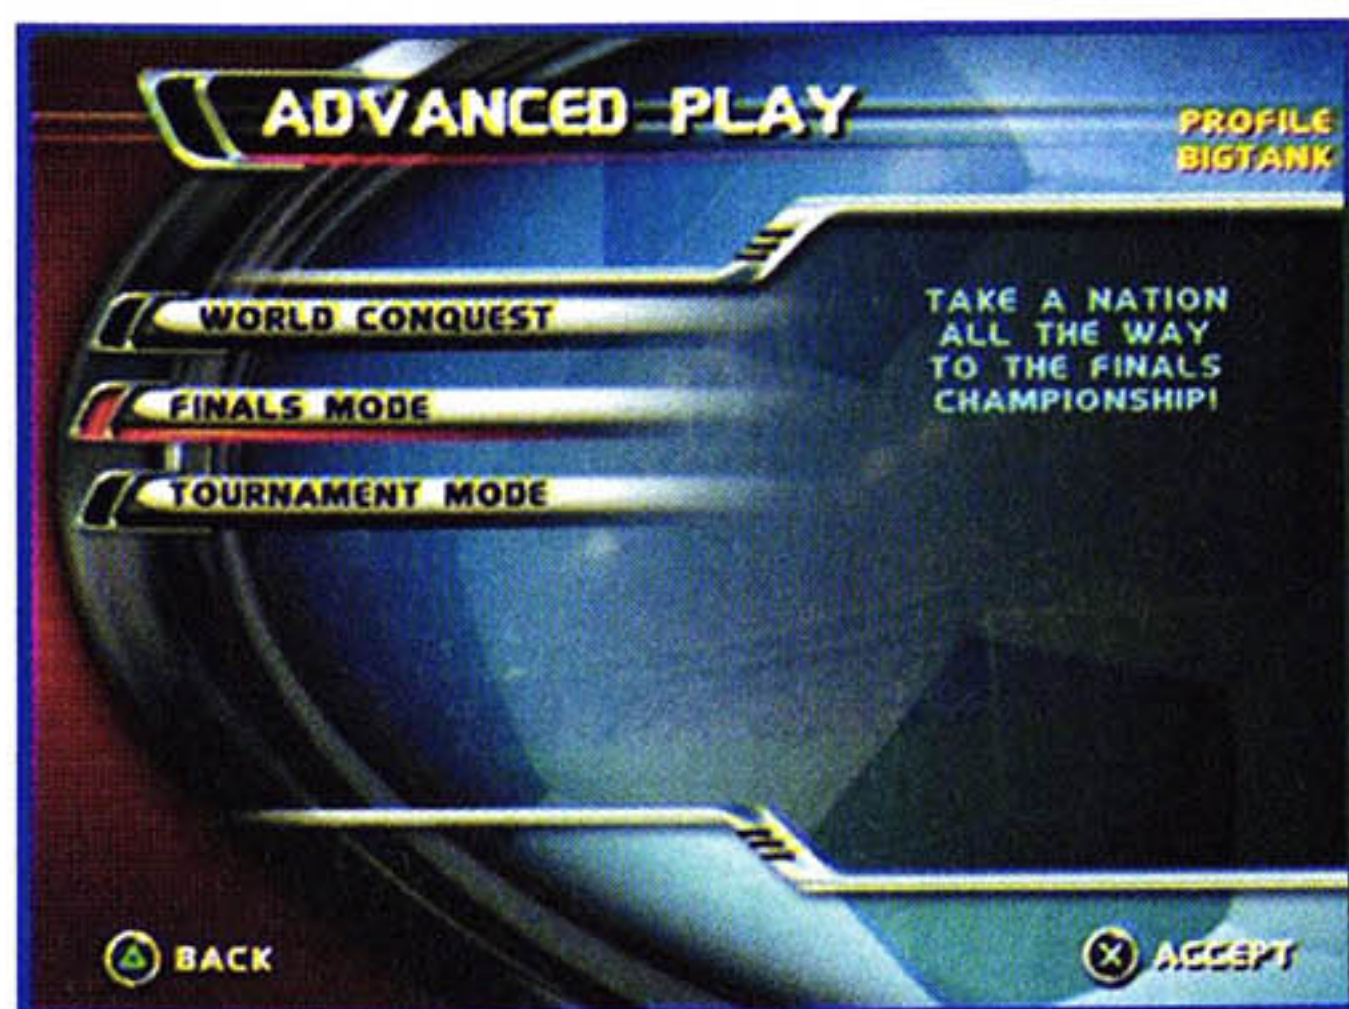 ADVANCED PLAY
PROFILE
BIGTANK
WORLD CONQUEST
FINALS MODE
TOURNAMENT MODE
TAKE A NATION
ALL THE WAY
TO THE FINALS
CHAMPIONSHIP!
BACK
X ACCEPT